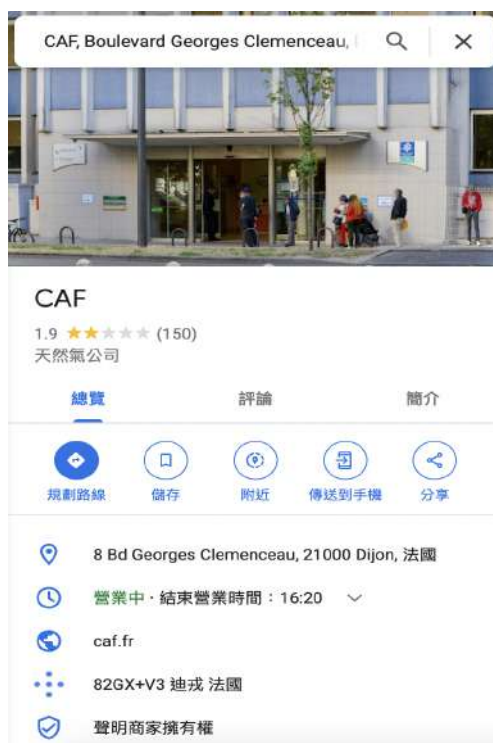 CAF, Boulevard Georges Clemenceau,
CAF
1.9 (150)
天然氣公司
總覽 評論 簡介
規劃路線 儲存 附近 傳送到手機 分享
8 Bd Georges Clemenceau, 21000 Dijon, 法國
營業中 · 結束營業時間：16:20
caf.fr
82GX+V3 迪戎 法國
聲明商家擁有權